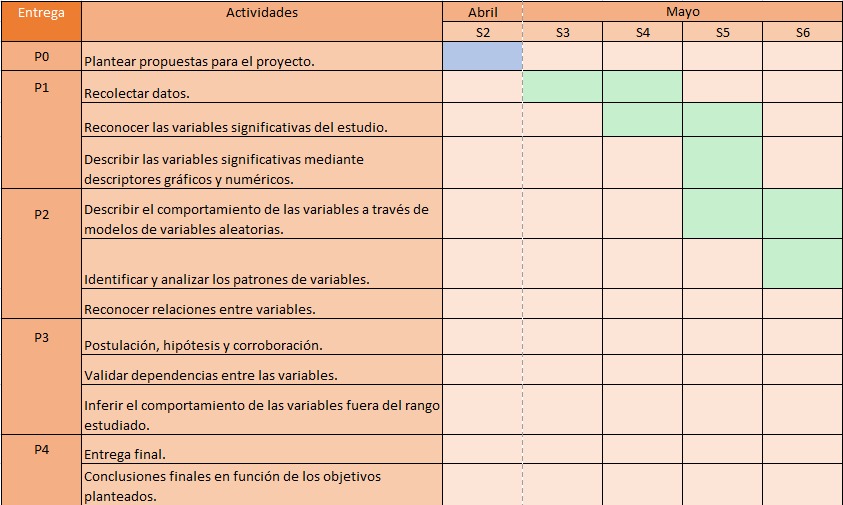 Entrega Actividades Abril Mayo
S2 S3 S4 S5 S6
P0 Plantear propuestas para el proyecto.
P1 Recolectar datos.
Reconocer las variables significativas del estudio.
Describir las variables significativas mediante
descriptores gráficos y numéricos.
P2 Describir el comportamiento de las variables a través de
modelos de variables aleatorias.
Identificar y analizar los patrones de variables.
Reconocer relaciones entre variables.
P3 Postulación, hipótesis y corroboración.
Validar dependencias entre las variables.
Inferir el comportamiento de las variables fuera del rango
estudiado.
P4 Entrega final.
Conclusiones finales en función de los objetivos
planteados.